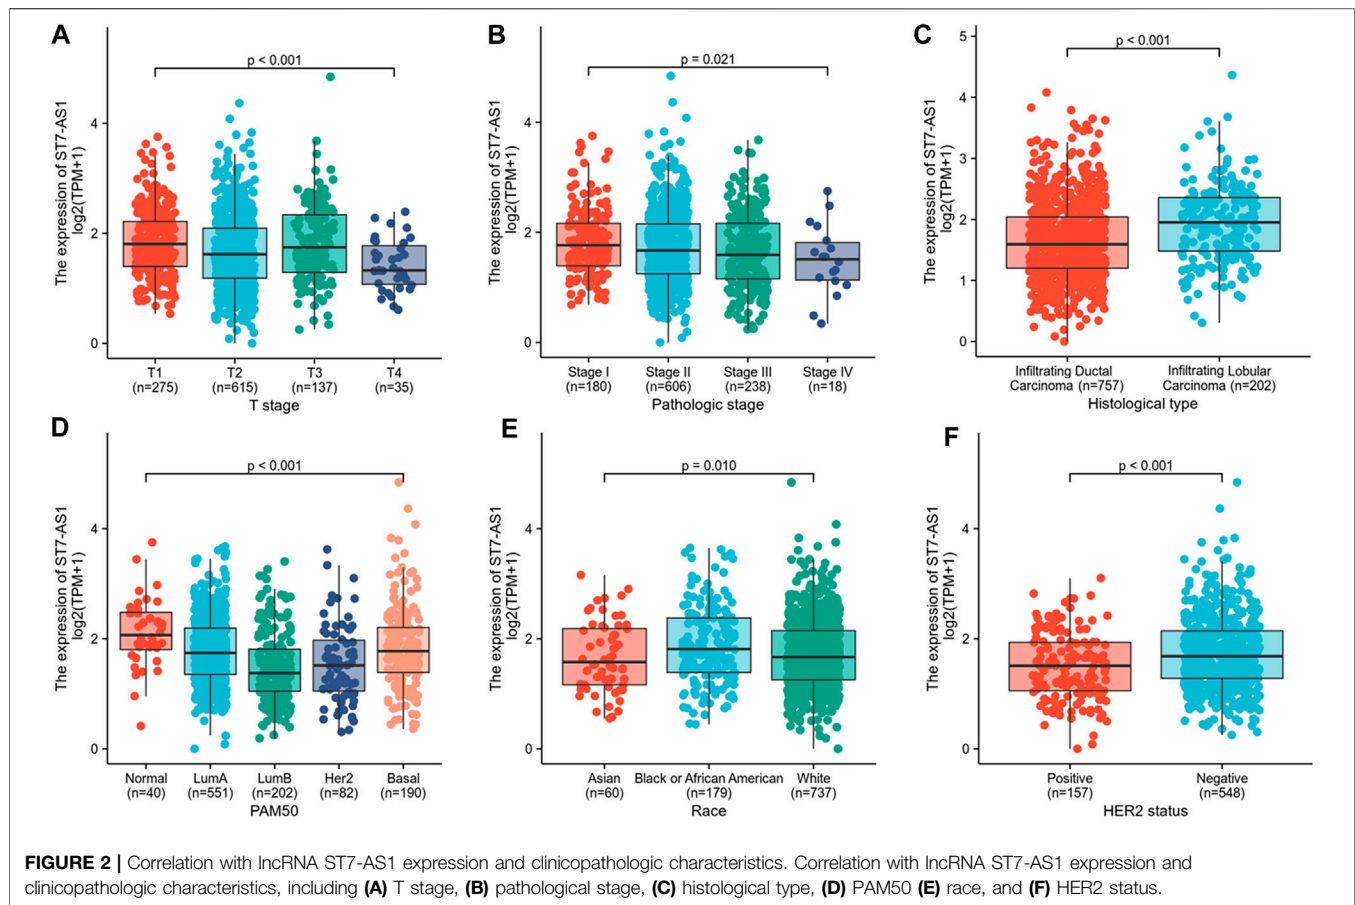 A
The expression of ST7-AS1
log2(TPM+1)
p < 0.001
4
2
0
T1
(n=275)
T2
(n=615)
T3
(n=137)
T4
(n=35)
T stage
B
The expression of ST7-AS1
log2(TPM+1)
p = 0.021
4
2
0
Stage I
(n=180)
Stage II
(n=606)
Stage III
(n=238)
Stage IV
(n=18)
Pathologic stage
C
The expression of ST7-AS1
log2(TPM+1)
p < 0.001
5
4
3
2
1
0
Infiltrating Ductal
Carcinoma (n=757)
Infiltrating Lobular
Carcinoma (n=202)
Histological type
D
The expression of ST7-AS1
log2(TPM+1)
p < 0.001
4
2
0
Normal
(n=40)
LumA
(n=551)
LumB
(n=202)
Her2
(n=82)
Basal
(n=190)
PAM50
E
The expression of ST7-AS1
log2(TPM+1)
p = 0.010
4
2
0
Asian
(n=60)
Black or African American
(n=179)
White
(n=737)
Race
F
The expression of ST7-AS1
log2(TPM+1)
p < 0.001
4
2
0
Positive
(n=157)
Negative
(n=548)
HER2 status
FIGURE 2 | Correlation with lncRNA ST7-AS1 expression and clinicopathologic characteristics. Correlation with lncRNA ST7-AS1 expression and
clinicopathologic characteristics, including (A) T stage, (B) pathological stage, (C) histological type, (D) PAM50 (E) race, and (F) HER2 status.